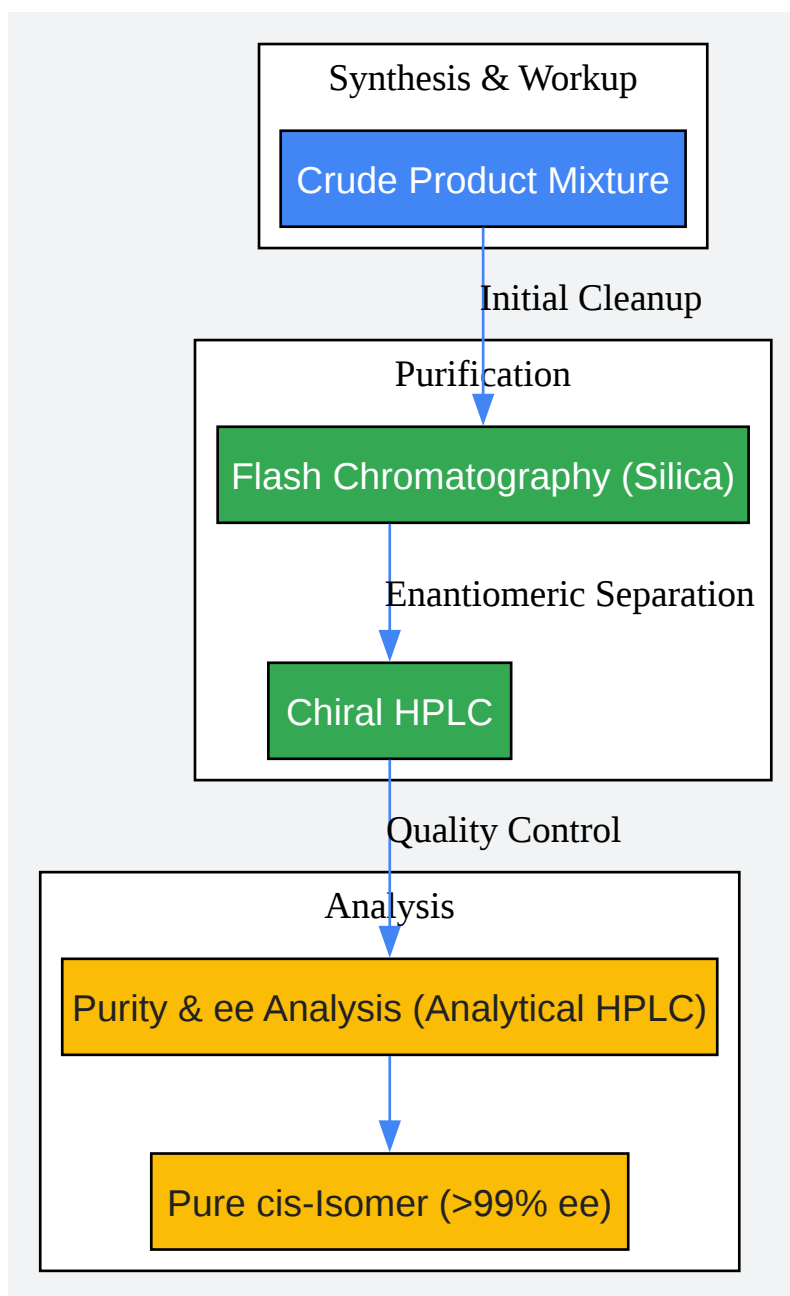 Synthesis & Workup
Crude Product Mixture
Initial Cleanup
Purification
Flash Chromatography (Silica)
Enantiomeric Separation
Chiral HPLC
Quality Control
Analysis
Purity & ee Analysis (Analytical HPLC)
Pure cis-Isomer (>99% ee)